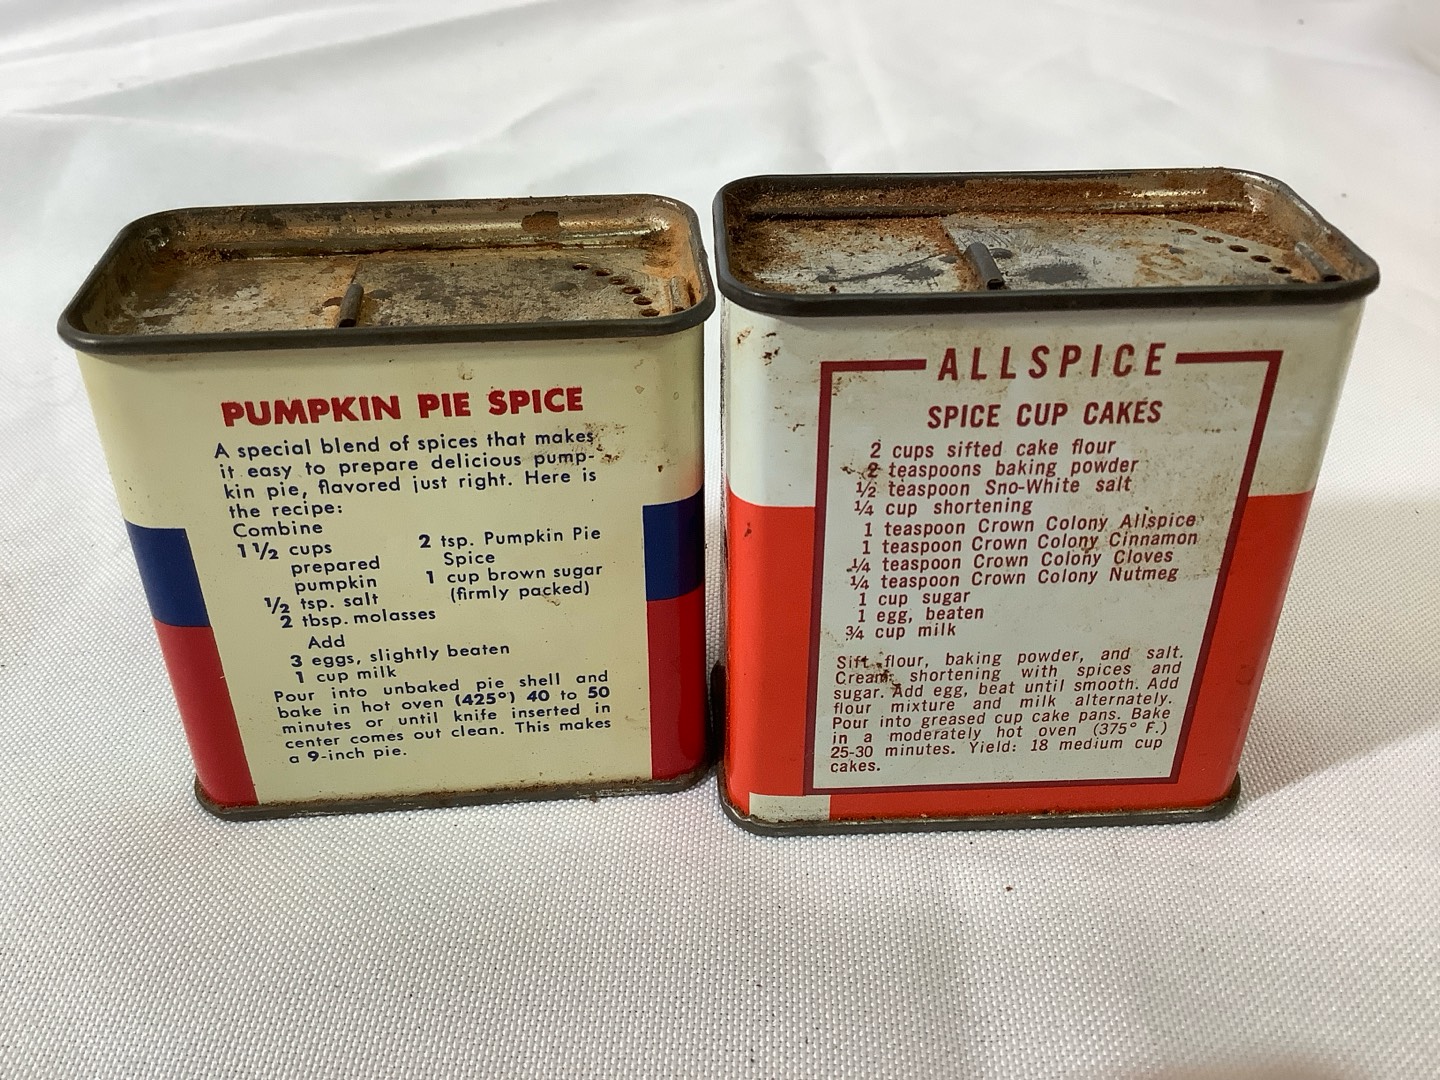 PUMPKIN PIE SPICE
A special blend of spices that makes
it easy to prepare delicious pump-
kin pie, flavored just right. Here is
the recipe:
Combine
1 1/2 cups
prepared
pumpkin
1/2 tsp. salt
2 tbsp. molasses
2 tsp. Pumpkin Pie
Spice
1 cup brown sugar
(firmly packed)
Add
3 eggs, slightly beaten
1 cup milk
Pour into unbaked pie shell and
bake in hot oven (425°) 40 to 50
minutes or until knife inserted in
center comes out clean. This makes
a 9-inch pie.
ALLSPICE
SPICE CUP CAKES
2 cups sifted cake flour
2 teaspoons baking powder
½ teaspoon Sno-White salt
¼ cup shortening
1 teaspoon Crown Colony Allspice
1 teaspoon Crown Colony Cinnamon
¼ teaspoon Crown Colony Cloves
¼ teaspoon Crown Colony Nutmeg
1 cup sugar
1 egg, beaten
¾ cup milk
Sift flour, baking powder, and salt.
Cream shortening with spices and
sugar. Add egg, beat until smooth. Add
flour mixture and milk alternately.
Pour into greased cup cake pans. Bake
in a moderately hot oven (375° F.)
25-30 minutes. Yield: 18 medium cup
cakes.